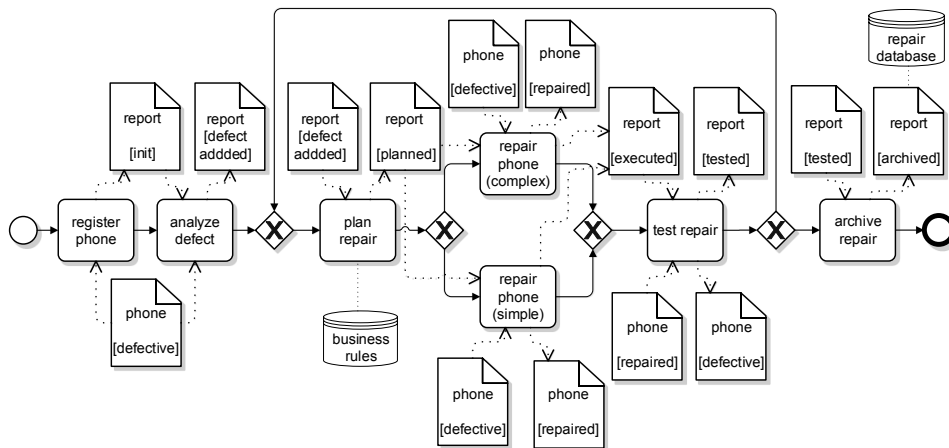 phone
[defective]
phone
[repaired]
repair
database
report
[init]
report
[defect
addded]
report
[defect
addded]
report
[planned]
report
[executed]
report
[tested]
report
[tested]
report
[archived]
repair
phone
(complex)
register
phone
analyze
defect
X
plan
repair
X
X
test repair
X
archive
repair
repair
phone
(simple)
phone
[defective]
business
rules
phone
[repaired]
phone
[defective]
phone
[defective]
phone
[repaired]